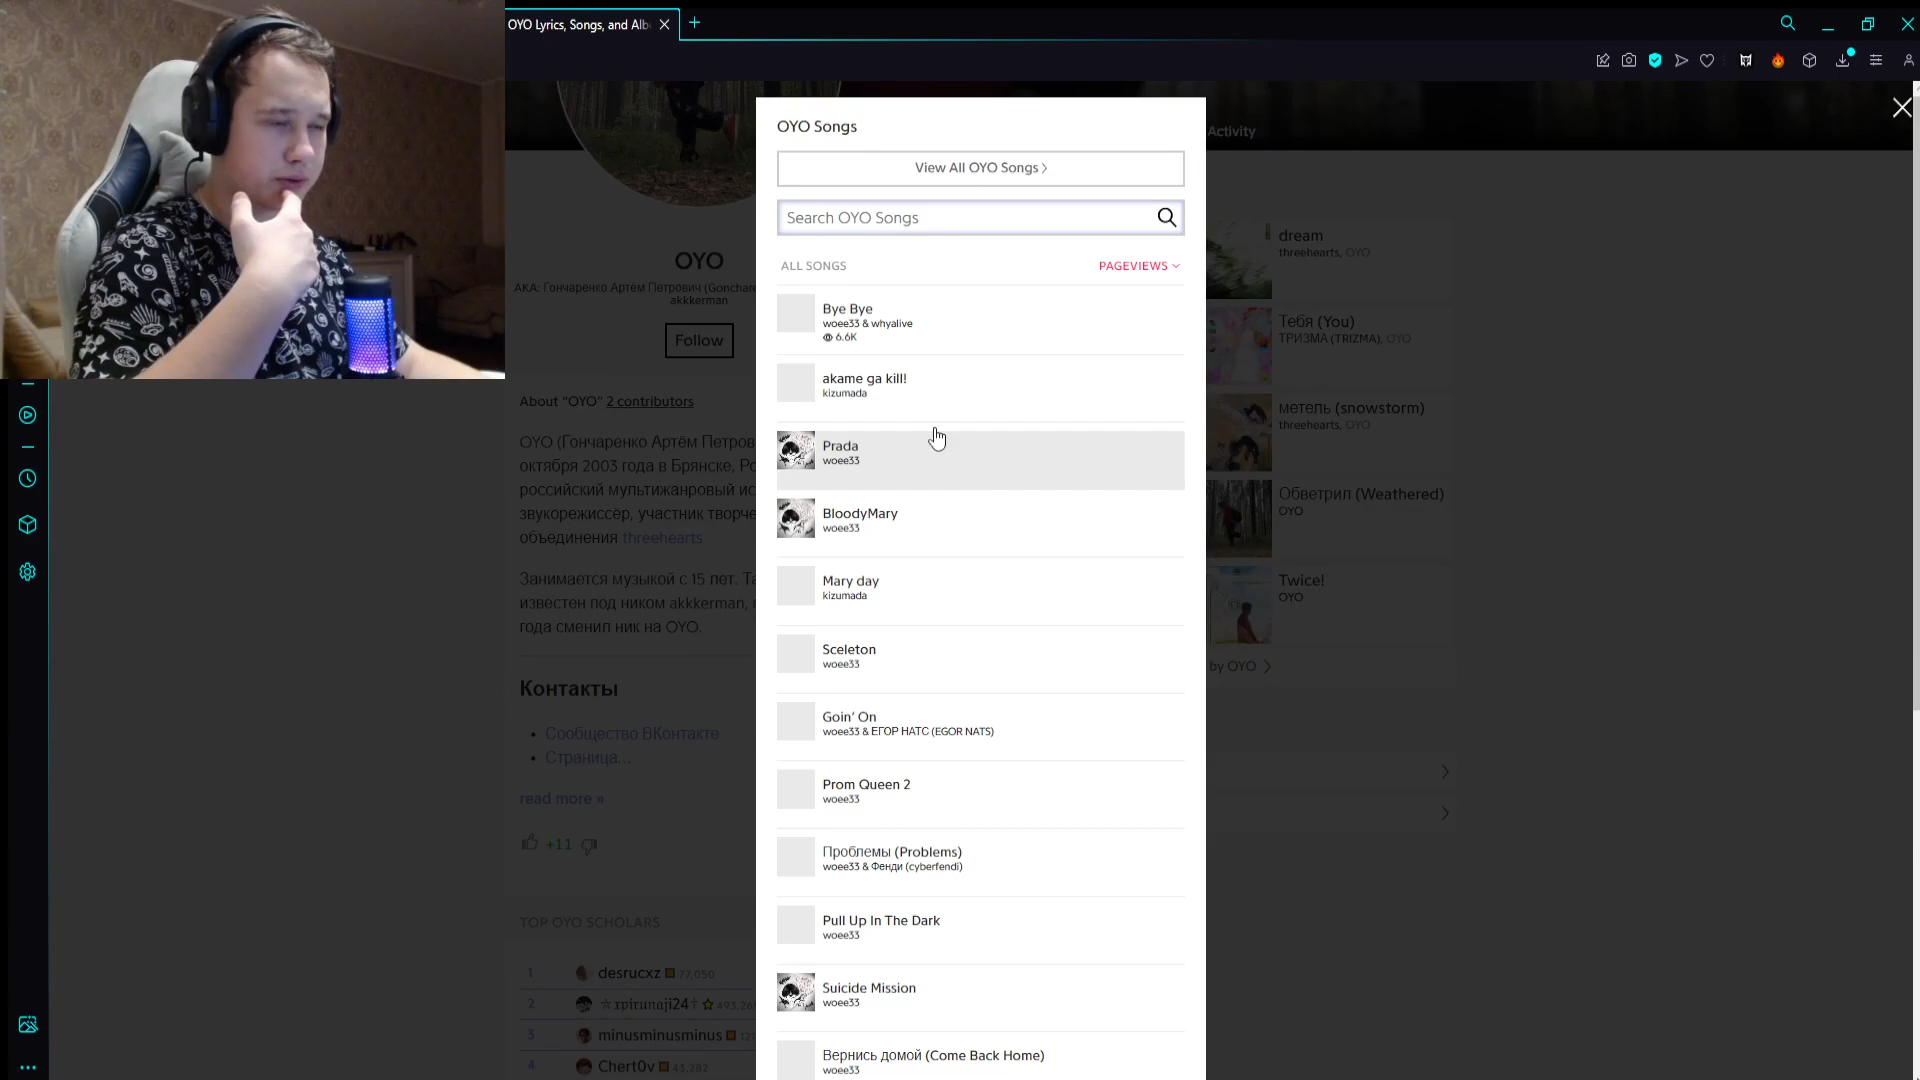 OYO Lyrics, Songs, and Alb
Activity
OYO
AKA: Гончаренко Артём Петрович (Gonchare
akkkerman
Follow
About “OYO” 2 contributors
OYO (Гончаренко Артём Петров
октября 2003 года в Брянске, Ро
российский мультижанровый ис
звукорежиссёр, участник творче
объединения threehearts
Занимается музыкой с 15 лет. Та
известен под ником akkkerman,
года сменил ник на OYO.
Контакты
Сообщество ВКонтакте
Страница...
read more »
+11
TOP OYO SCHOLARS
1 desrucxz 77,050
2 ☆xpirunaji24† 493,26
3 minusminusminus 121
4 Chert0v 43,282
OYO Songs
View All OYO Songs
Search OYO Songs
ALL SONGS PAGEVIEWS
Bye Bye
woee33 & whyalive
6.6K
akame ga kill!
kizumada
Prada
woee33
BloodyMary
woee33
Mary day
kizumada
Sceleton
woee33
Goin’ On
woee33 & ЕГОР НАТС (EGOR NATS)
Prom Queen 2
woee33
Проблемы (Problems)
woee33 & Фенди (cyberfendi)
Pull Up In The Dark
woee33
Suicide Mission
woee33
Вернись домой (Come Back Home)
woee33
dream
threehearts, OYO
Тебя (You)
ТРИЗМА (TRIZMA), OYO
метель (snowstorm)
threehearts, OYO
Обветрил (Weathered)
OYO
Twice!
OYO
by OYO